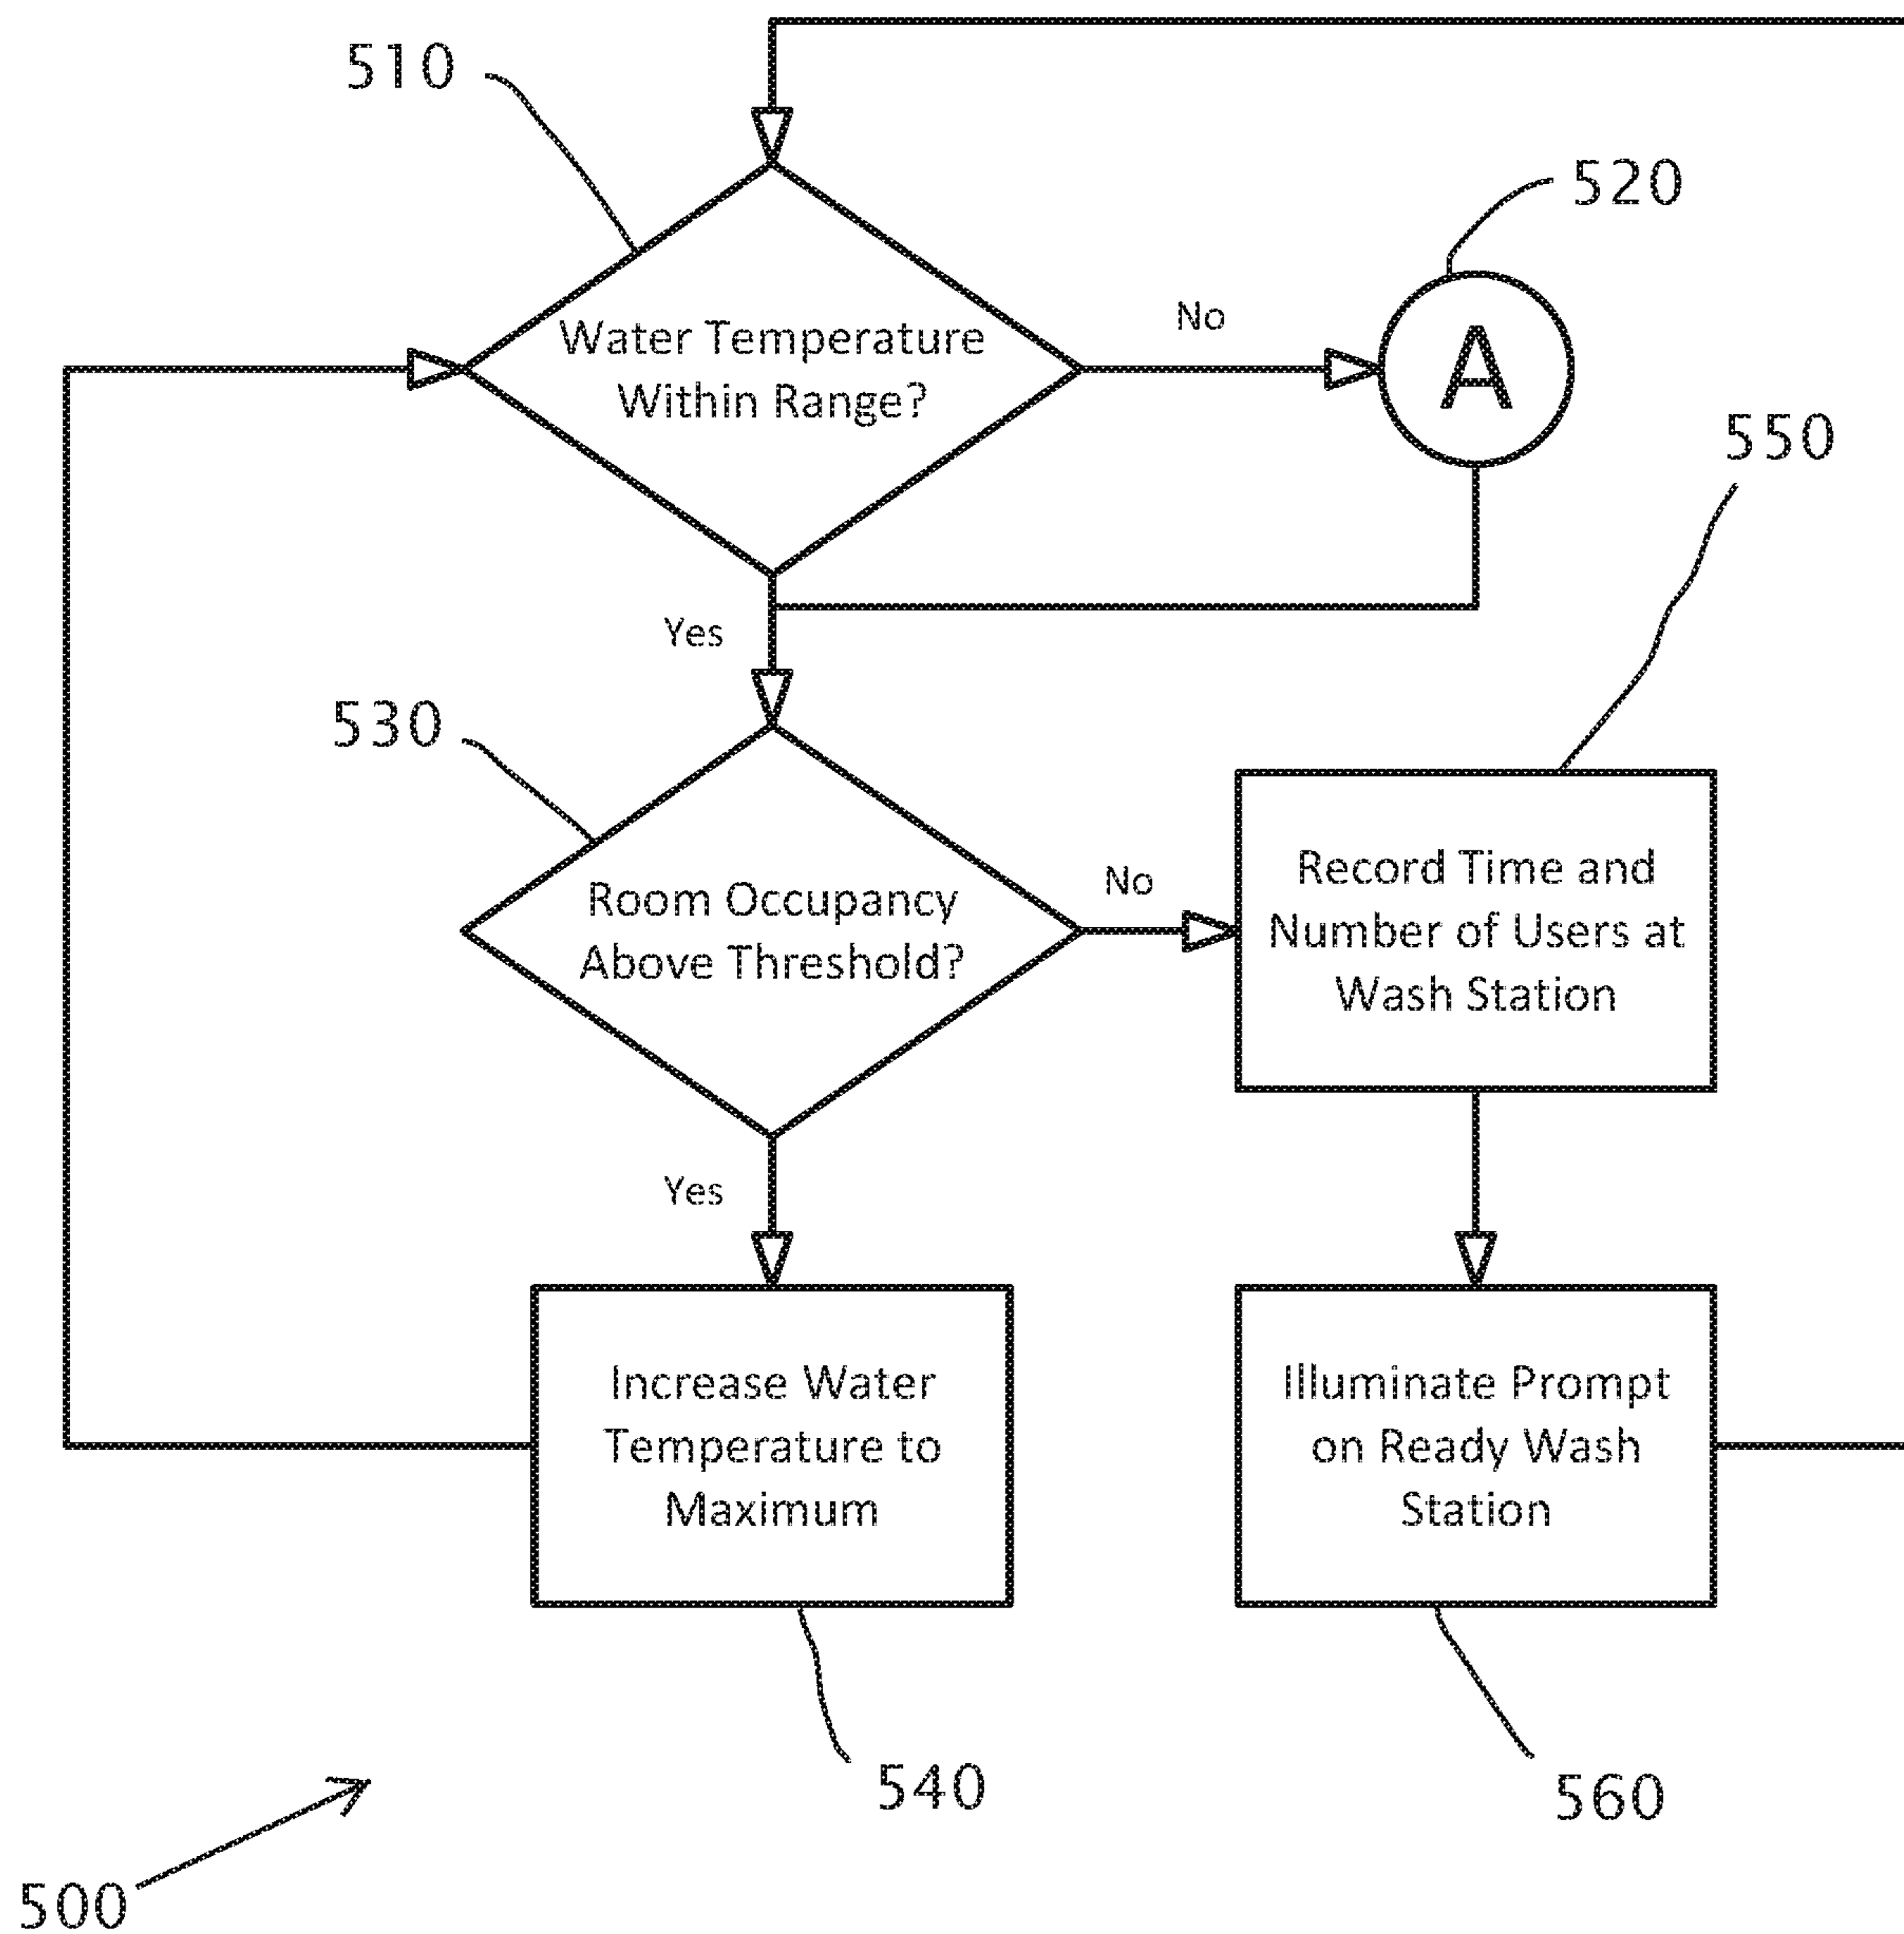 510
520
Water Temperature
Within Range?
No
A
550
Yes
530
Room Occupancy
Above Threshold?
No
Record Time and
Number of Users at
Wash Station
Yes
Increase Water
Temperature to
Maximum
Illuminate Prompt
on Ready Wash
Station
540
560
500